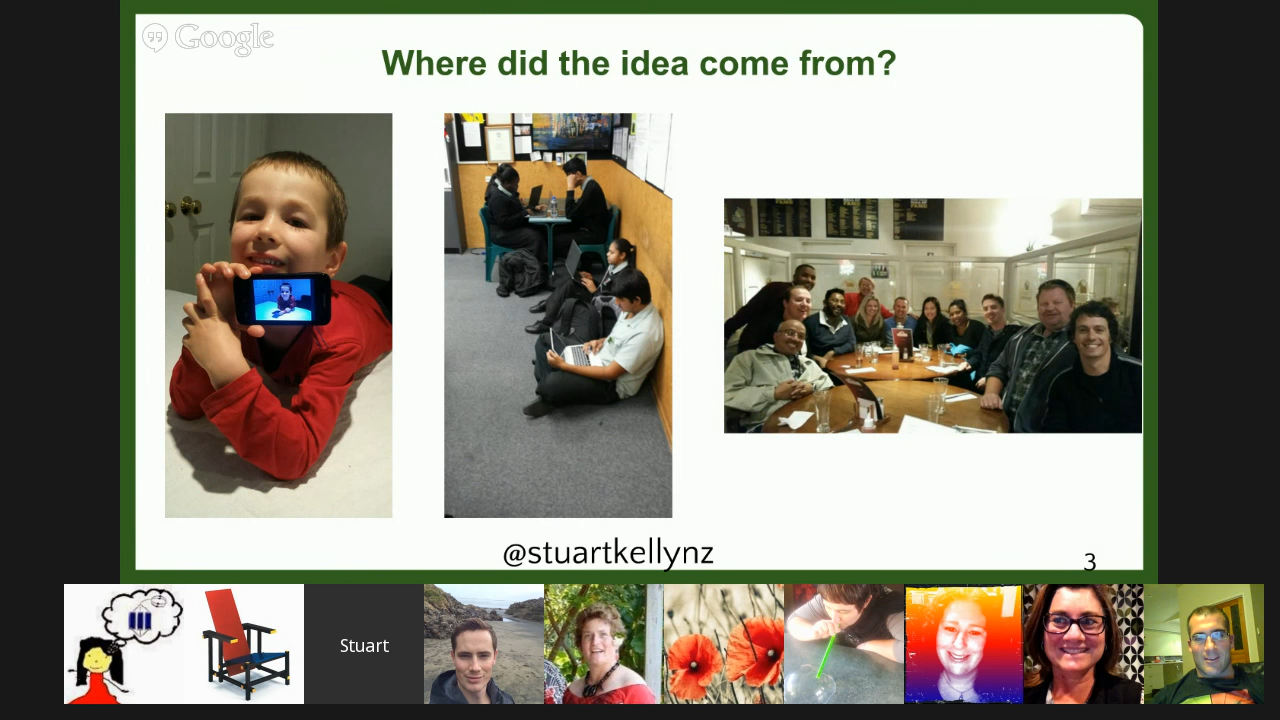 Google
Where did the idea come from?
@stuartkellynz
3
Stuart